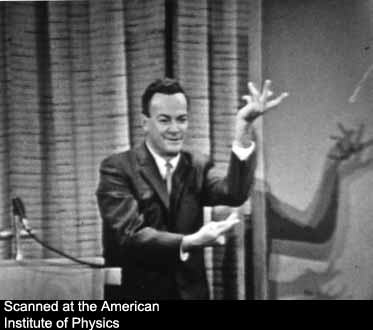 Scanned at the American
Institute of Physics